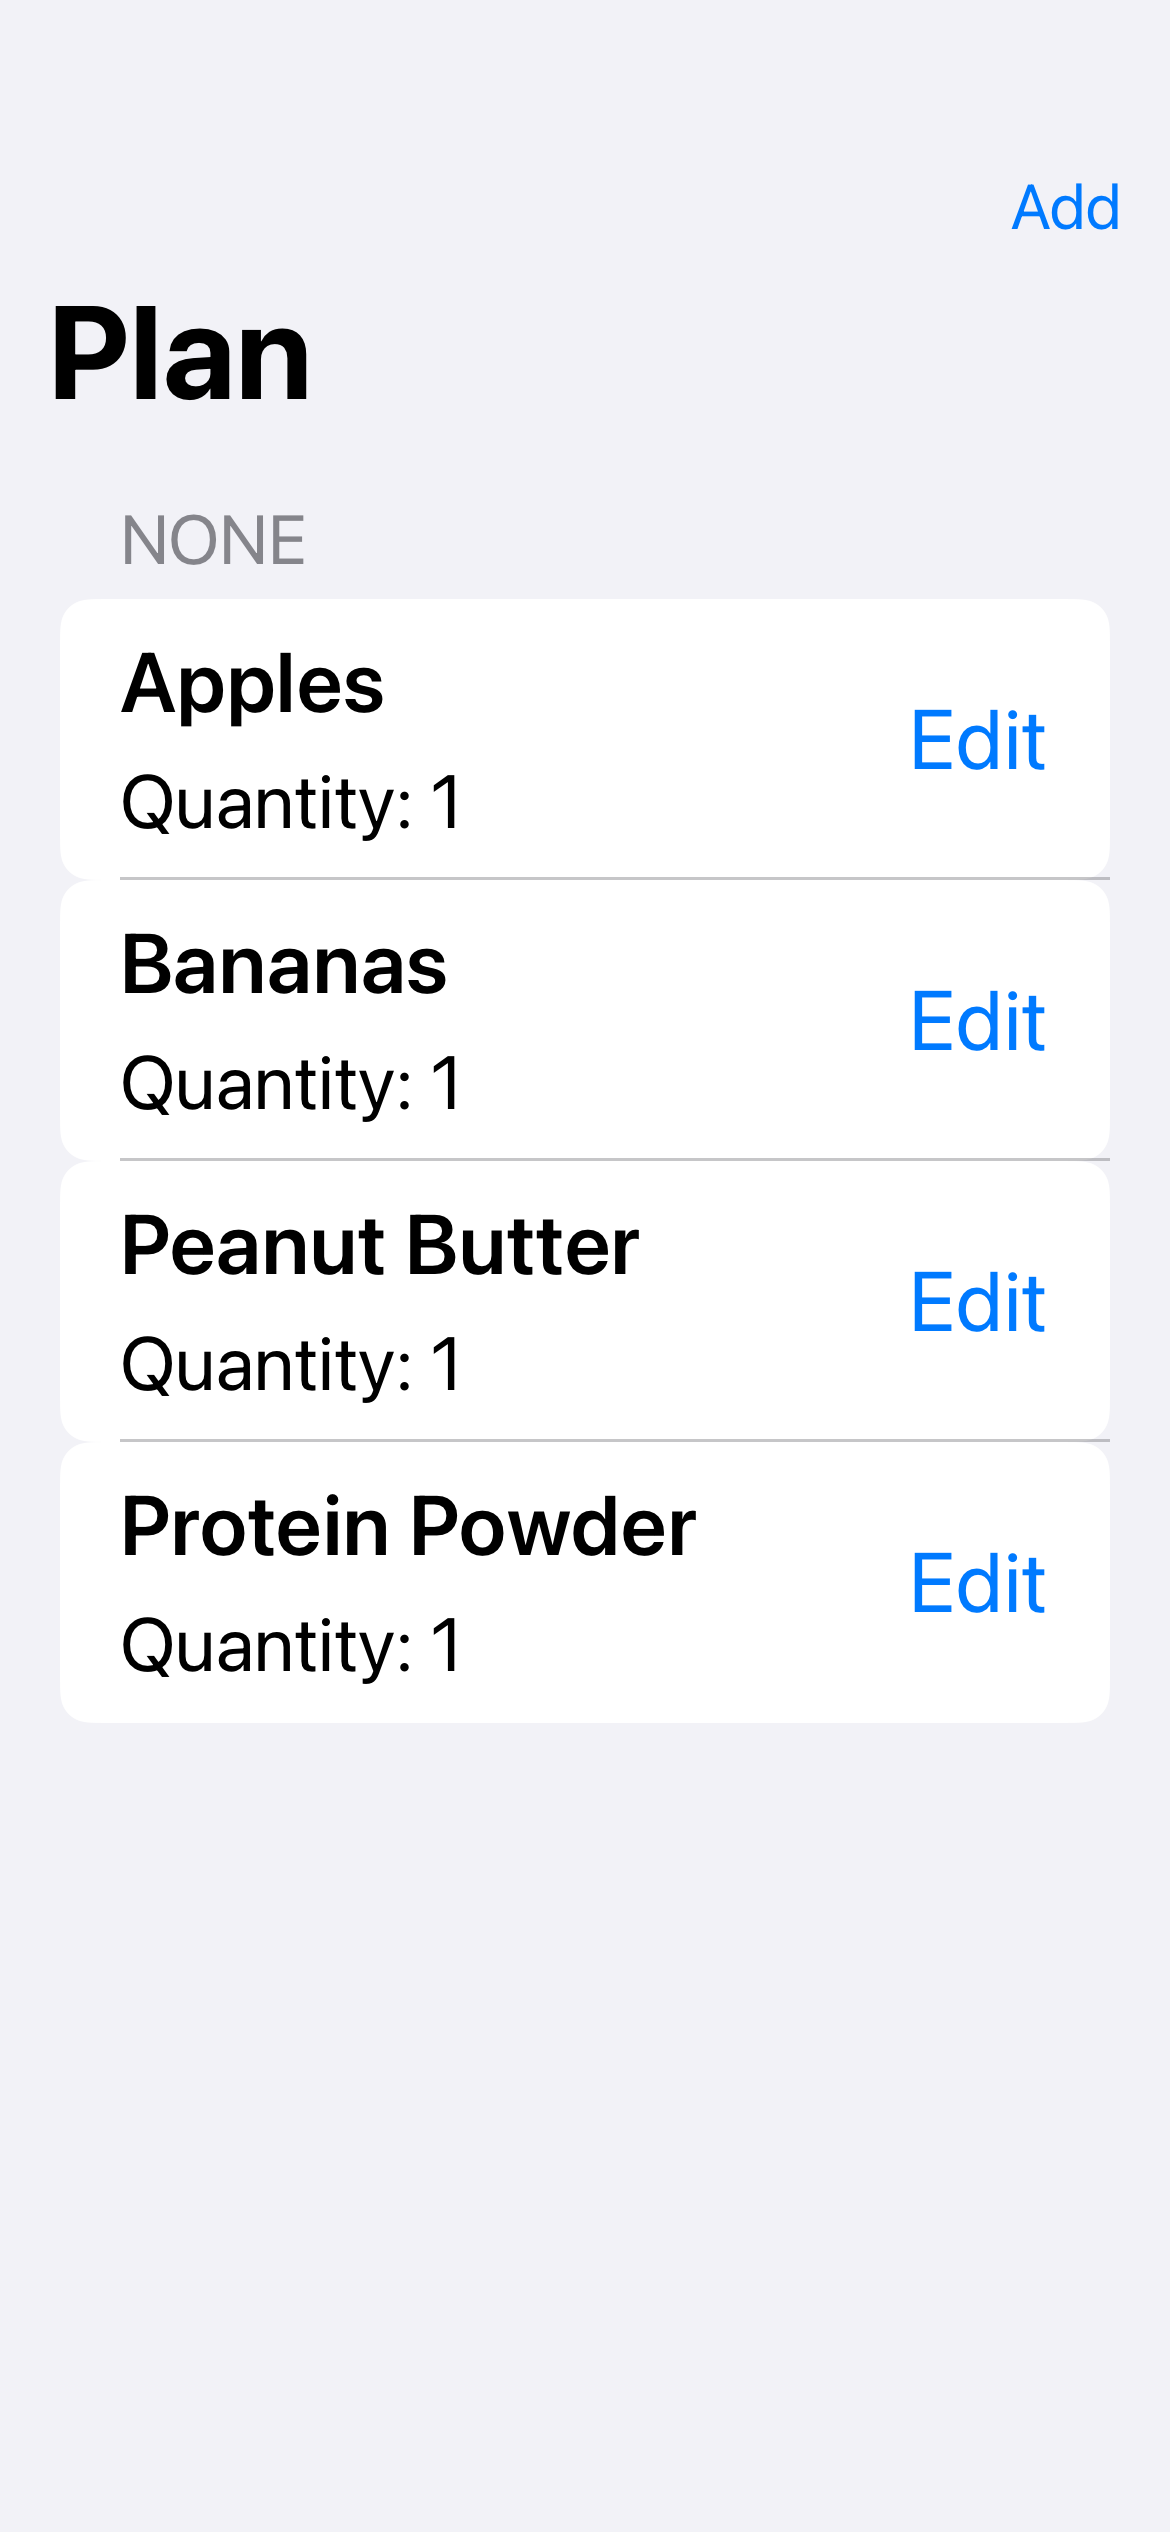 Add
Plan
NONE
Apples
Edit
Quantity: 1
Bananas
Edit
Quantity: 1
Peanut Butter
Edit
Quantity: 1
Protein Powder
Edit
Quantity: 1